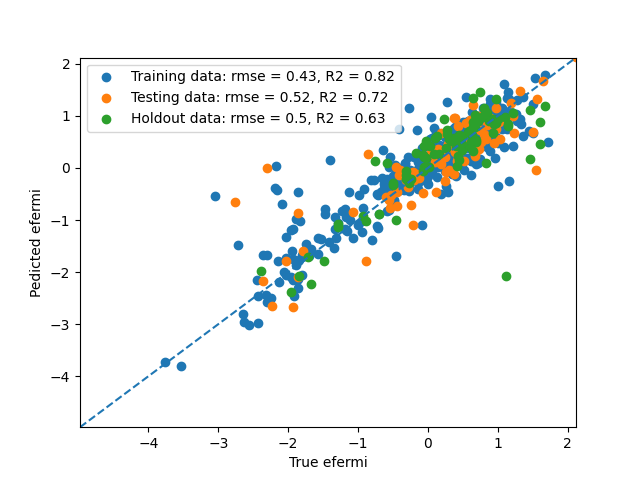 Training data: rmse = 0.43, R2 = 0.82
Testing data: rmse = 0.52, R2 = 0.72
Holdout data: rmse = 0.5, R2 = 0.63
2
1
0
−1
−2
−3
−4
Pedicted efermi
−4 −3 −2 −1 0 1 2
True efermi